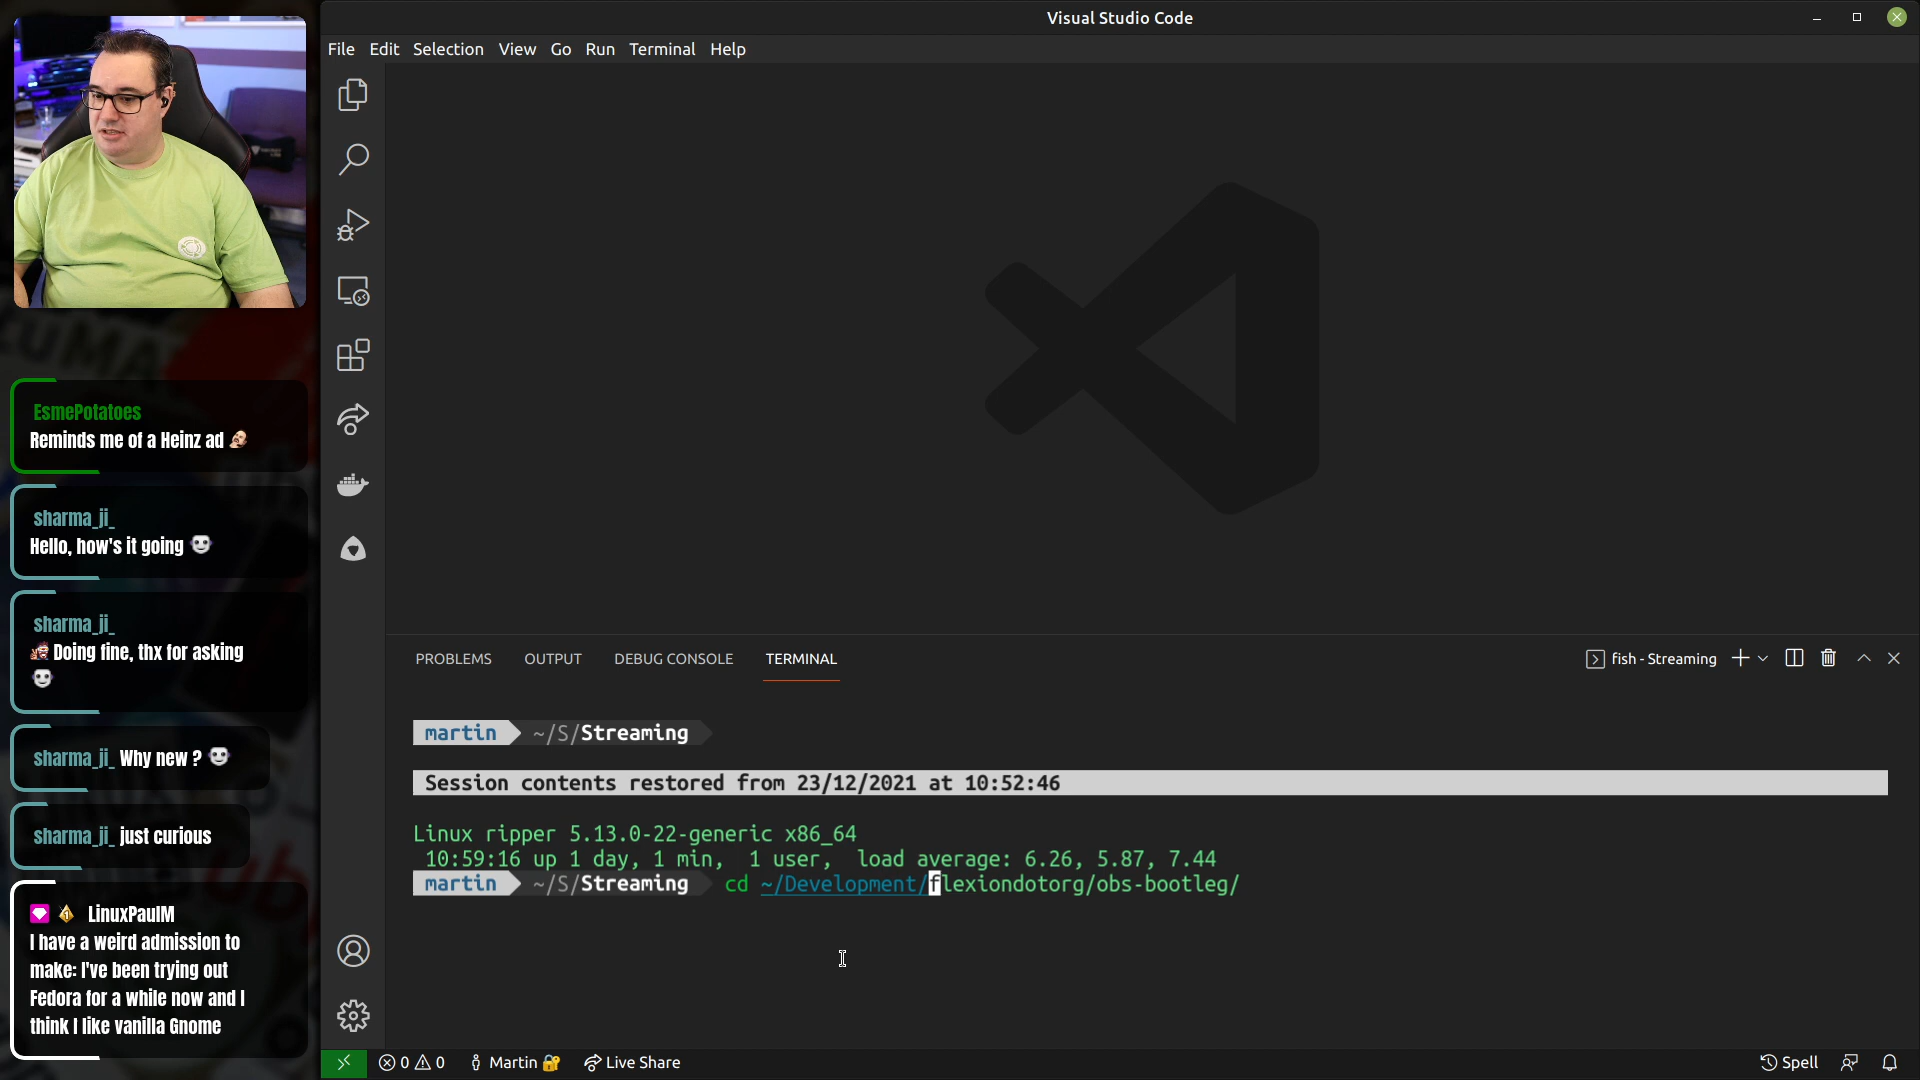 Visual Studio Code
File Edit Selection View Go Run Terminal Help
EsmePotatoes
Reminds me of a Heinz ad
sharma_ji_
Hello, how's it going
sharma_ji_
Doing fine, thx for asking
sharma_ji_ Why new ?
sharma_ji_ just curious
LinuxPaulM
I have a weird admission to
make: I've been trying out
Fedora for a while now and I
think I like vanilla Gnome
PROBLEMS OUTPUT DEBUG CONSOLE TERMINAL
fish - Streaming
martin ~/S/Streaming
Session contents restored from 23/12/2021 at 10:52:46
Linux ripper 5.13.0-22-generic x86_64
10:59:16 up 1 day, 1 min, 1 user, load average: 6.26, 5.87, 7.44
martin ~/S/Streaming cd ~/Development/flexiondotorg/obs-bootleg/
0 0 Martin Live Share
Spell